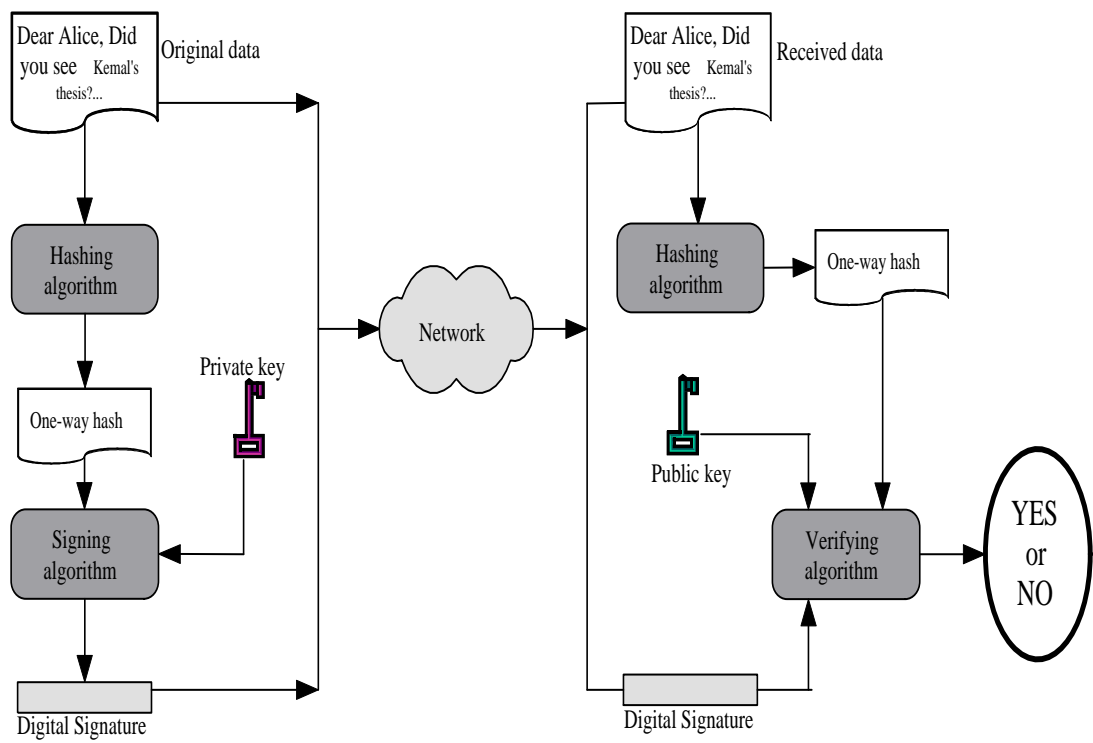 Dear Alice, Did
you see Kemal's
thesis?...
Original data
Hashing
algorithm
One-way hash
Private key
Signing
algorithm
Digital Signature
Network
Dear Alice, Did
you see Kemal's
thesis?...
Received data
Hashing
algorithm
One-way hash
Public key
Verifying
algorithm
YES
or
NO
Digital Signature